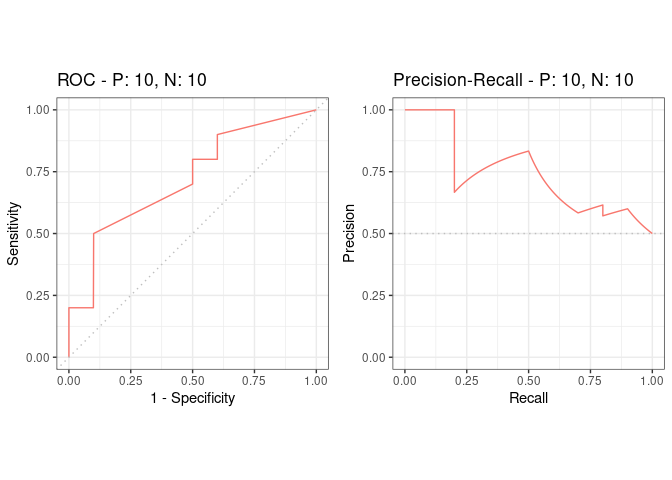 ROC - P: 10, N: 10
1.00
0.75
0.50
0.25
0.00
Sensitivity
0.00 0.25 0.50 0.75 1.00
1 - Specificity
Precision-Recall - P: 10, N: 10
1.00
0.75
0.50
0.25
0.00
Precision
0.00 0.25 0.50 0.75 1.00
Recall